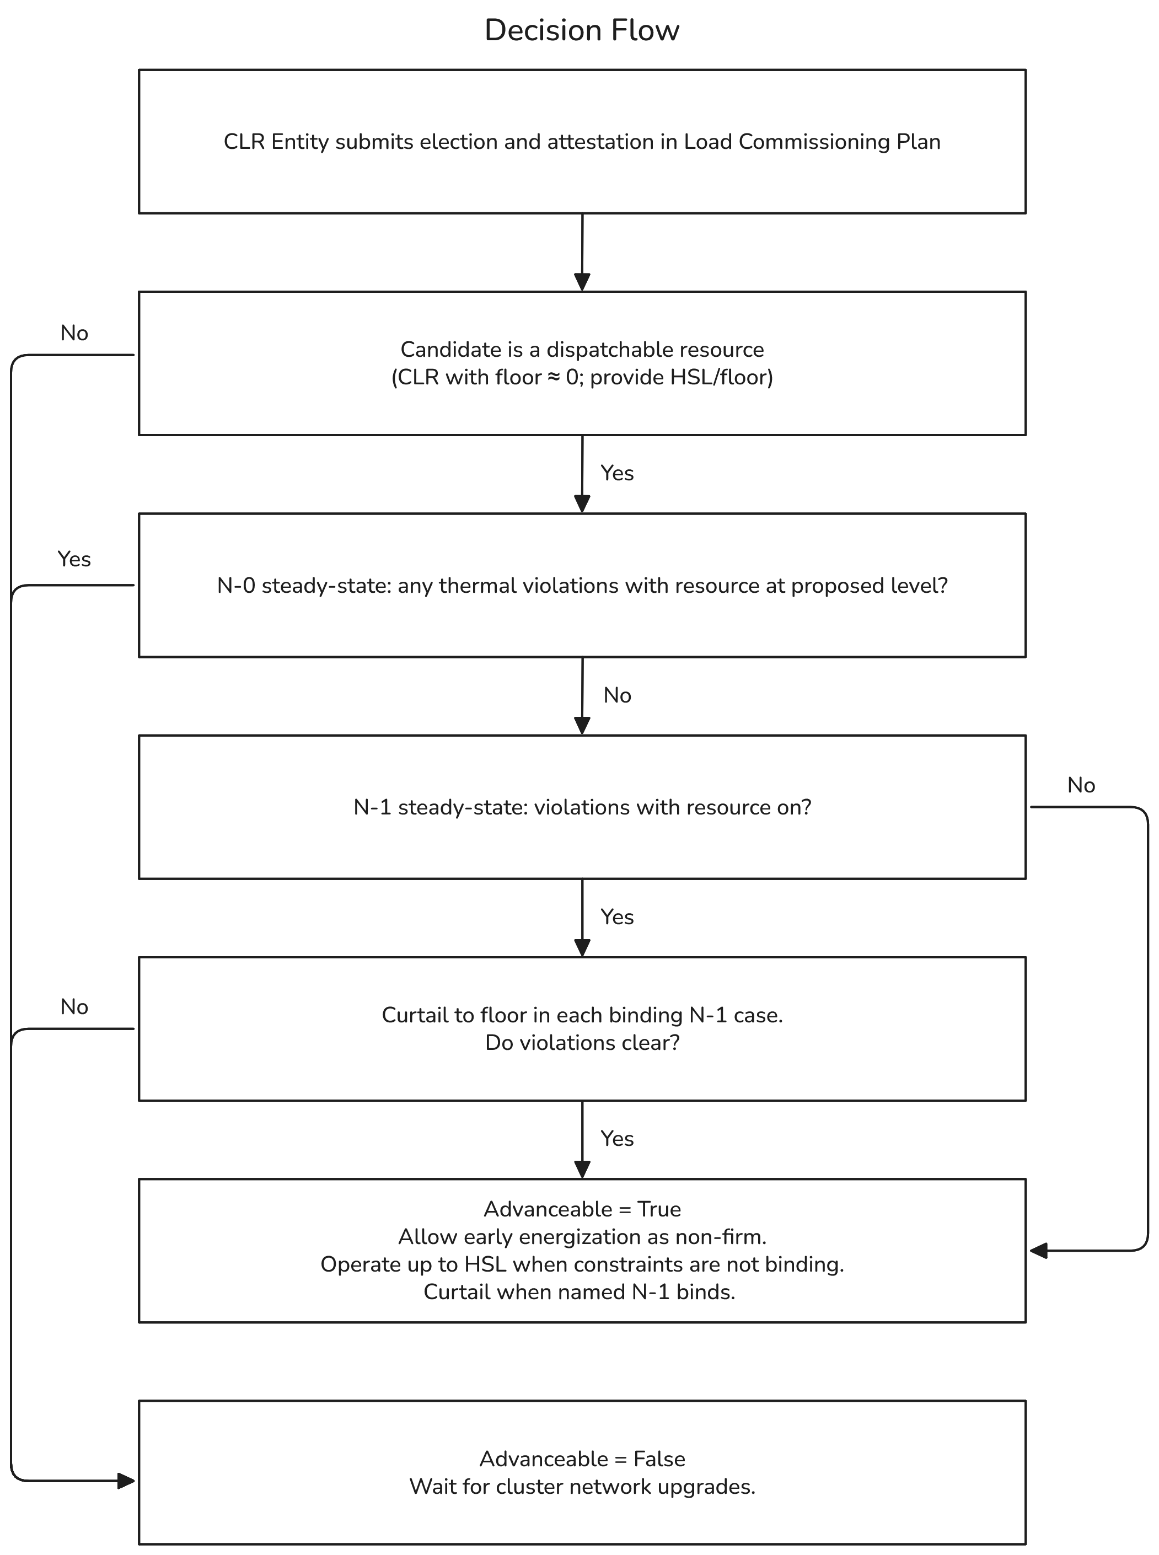 Decision Flow
CLR Entity submits election and attestation in Load Commissioning Plan
No
Candidate is a dispatchable resource
(CLR with floor ≈ 0; provide HSL/floor)
Yes
Yes
N-0 steady-state: any thermal violations with resource at proposed level?
No
No
N-1 steady-state: violations with resource on?
Yes
No
Curtail to floor in each binding N-1 case.
Do violations clear?
Yes
Advanceable = True
Allow early energization as non-firm.
Operate up to HSL when constraints are not binding.
Curtail when named N-1 binds.
Advanceable = False
Wait for cluster network upgrades.